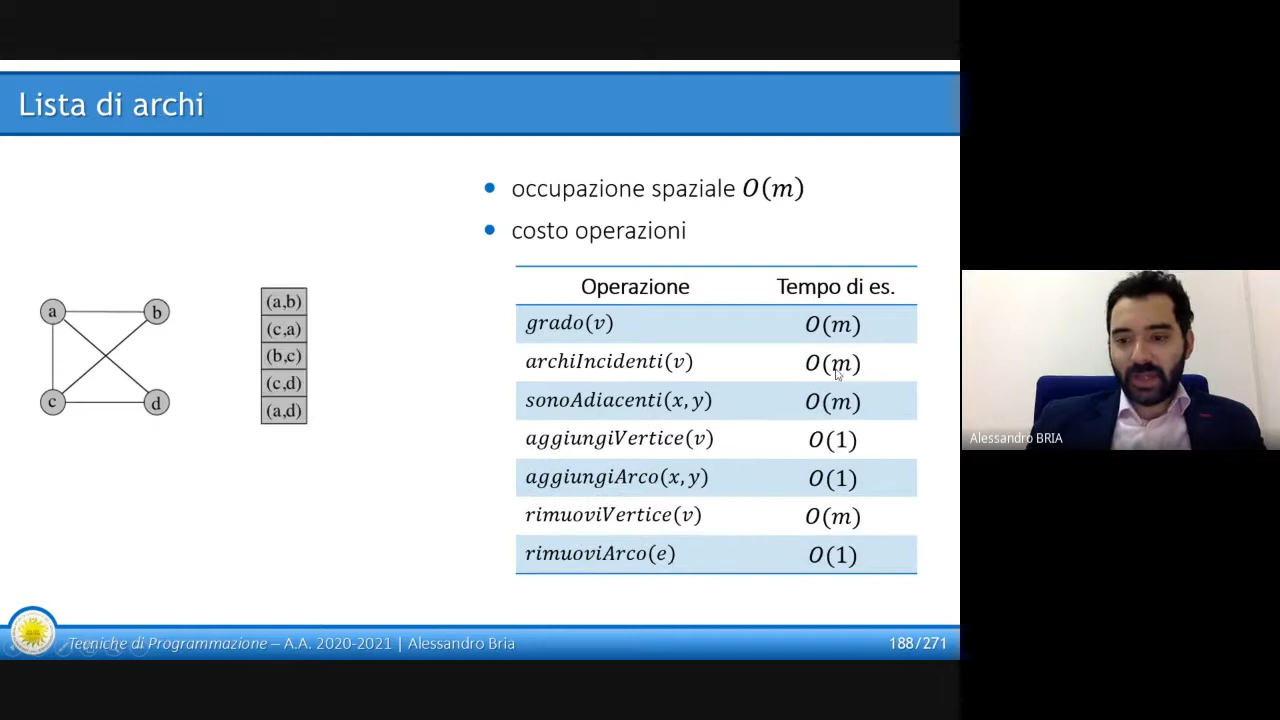 Lista di archi
• occupazione spaziale O(m)
• costo operazioni
a b
c d
(a,b)
(c,a)
(b,c)
(c,d)
(a,d)
Operazione Tempo di es.
grado(v) O(m)
archiIncidenti(v) O(m)
sonoAdiacenti(x, y) O(m)
aggiungiVertice(v) O(1)
aggiungiArco(x, y) O(1)
rimuoviVertice(v) O(m)
rimuoviArco(e) O(1)
Alessandro BRIA
Tecniche di Programmazione – A.A. 2020-2021 | Alessandro Bria 188/271